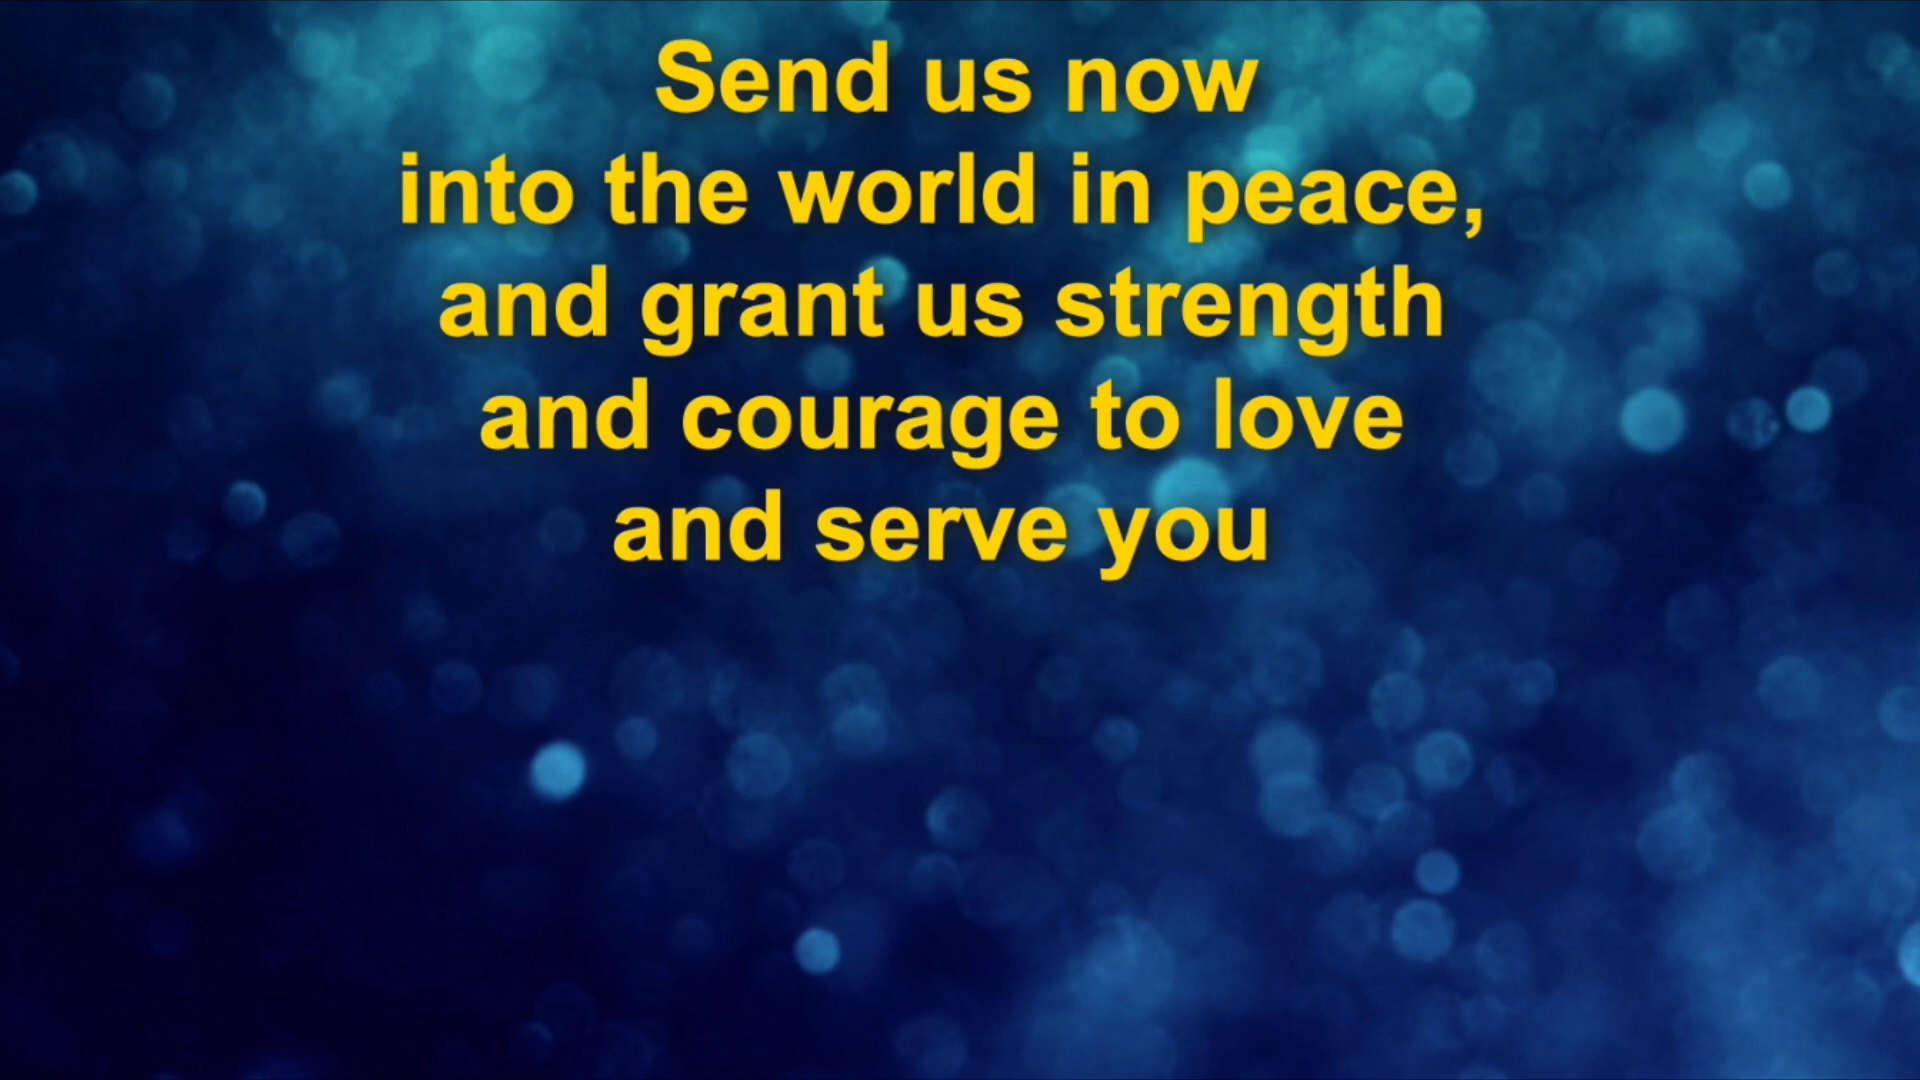 Send us now
into the world in peace,
and grant us strength
and courage to love
and serve you